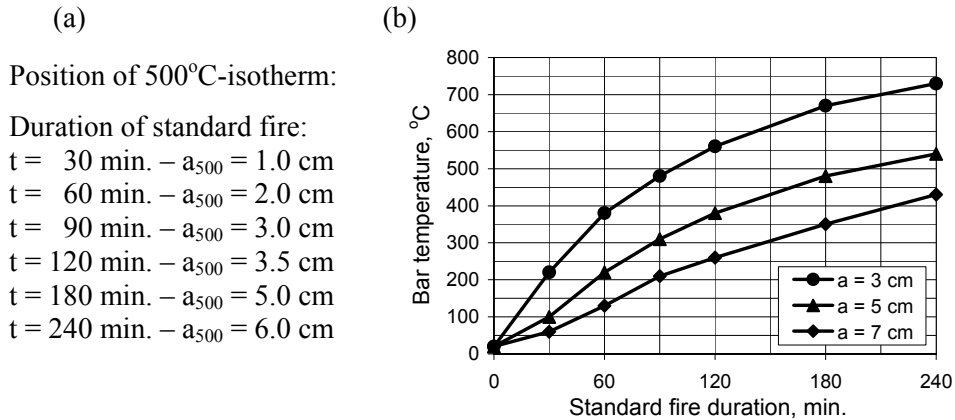 (a)
Position of 500°C-isotherm:
Duration of standard fire:
t = 30 min. – a500 = 1.0 cm
t = 60 min. – a500 = 2.0 cm
t = 90 min. – a500 = 3.0 cm
t = 120 min. – a500 = 3.5 cm
t = 180 min. – a500 = 5.0 cm
t = 240 min. – a500 = 6.0 cm
(b)
Bar temperature, °C
800
700
600
500
400
300
200
100
0
a = 3 cm
a = 5 cm
a = 7 cm
0 60 120 180 240
Standard fire duration, min.